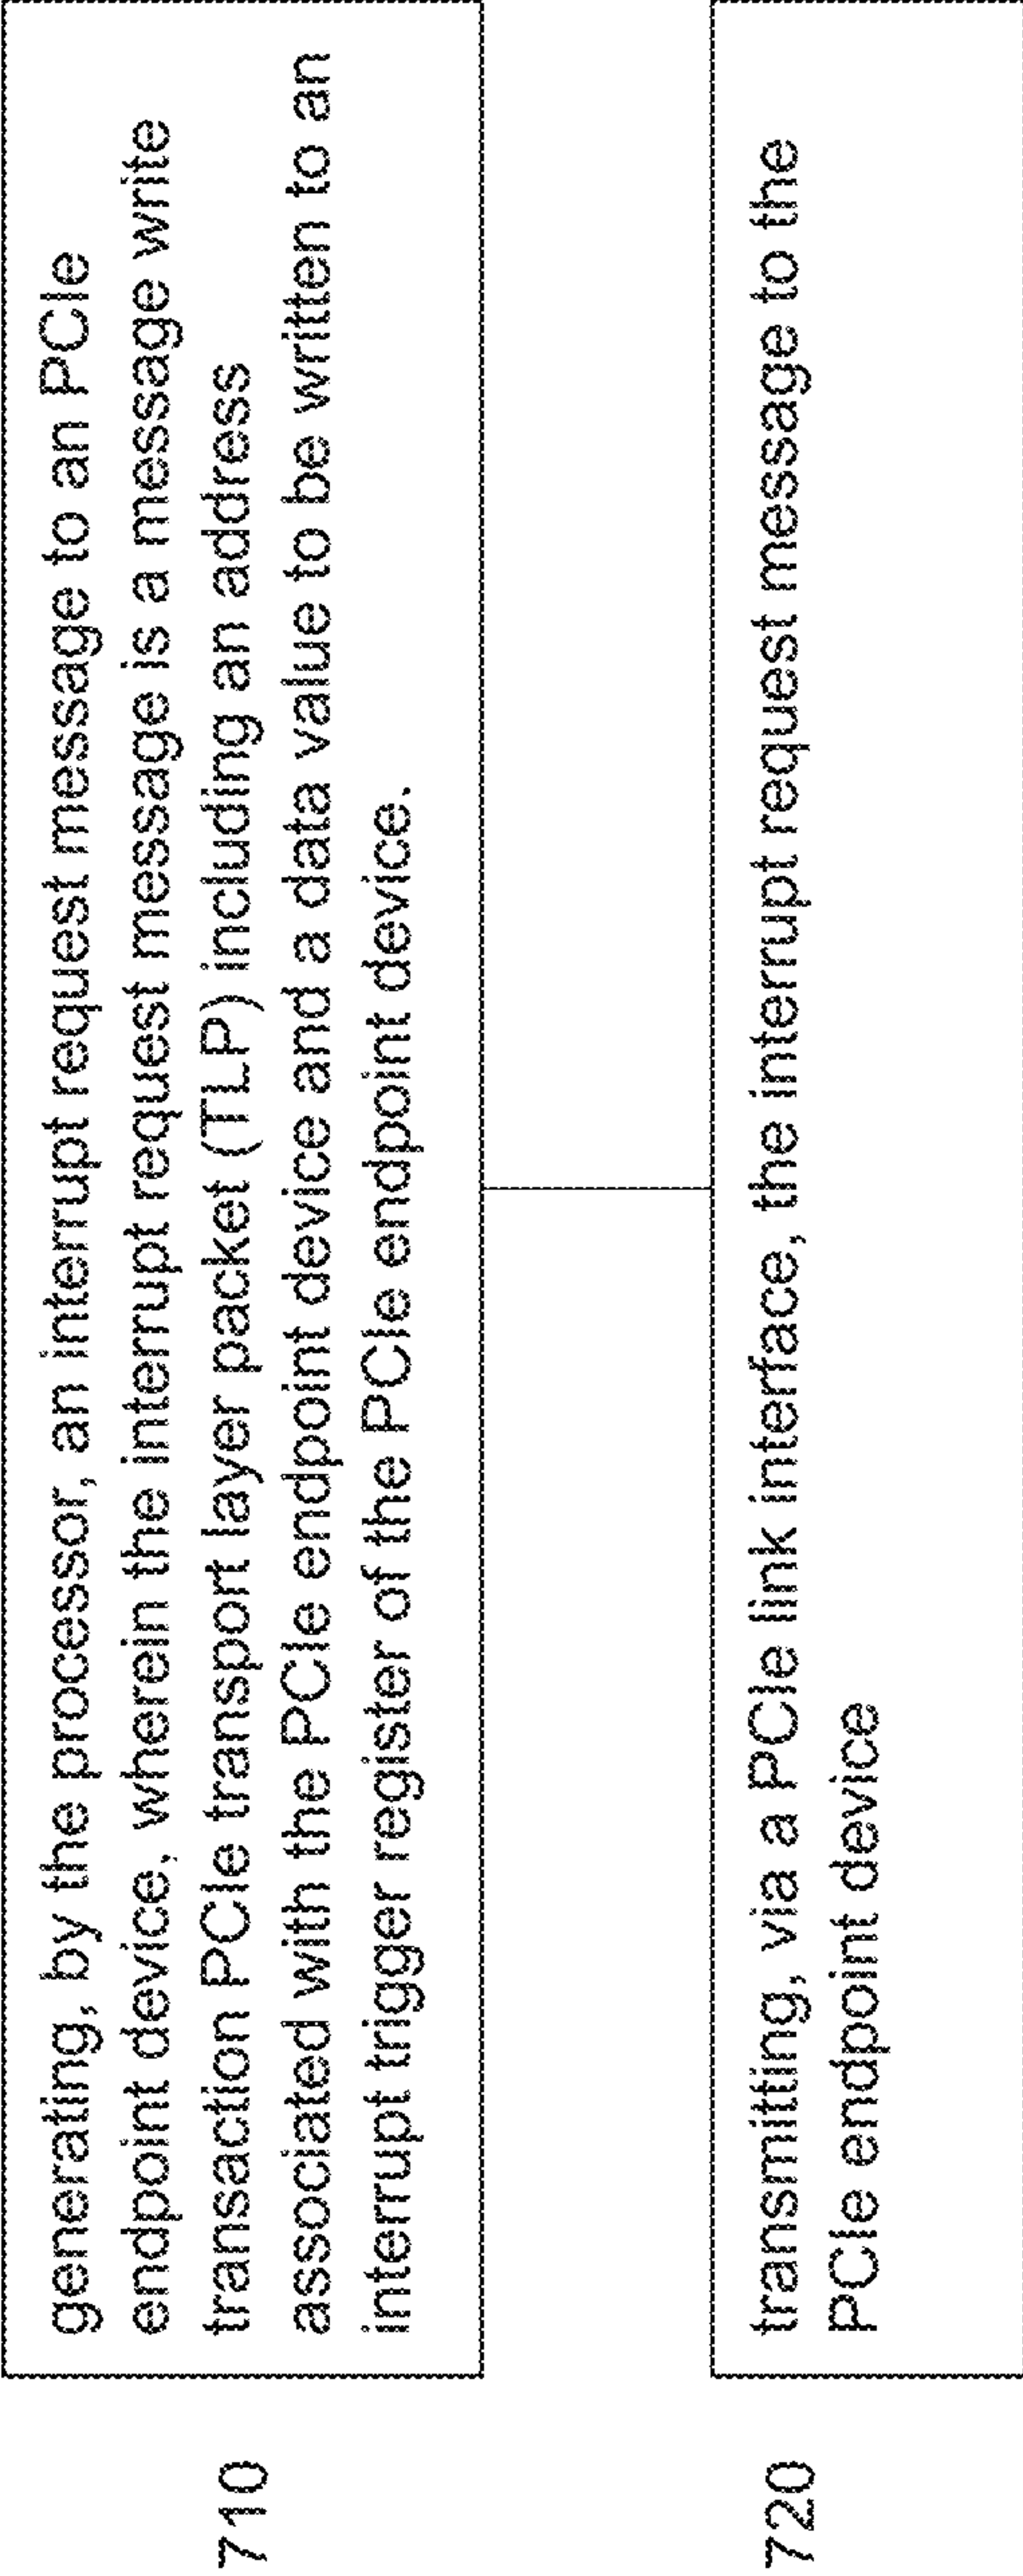 710
generating, by the processor, an interrupt request message to an PCIe
endpoint device, wherein the interrupt request message is a message write
transaction PCIe transport layer packet (TLP) including an address
associated with the PCIe endpoint device and a data value to be written to an
interrupt trigger register of the PCIe endpoint device.
720
transmitting, via a PCIe link interface, the interrupt request message to the
PCIe endpoint device